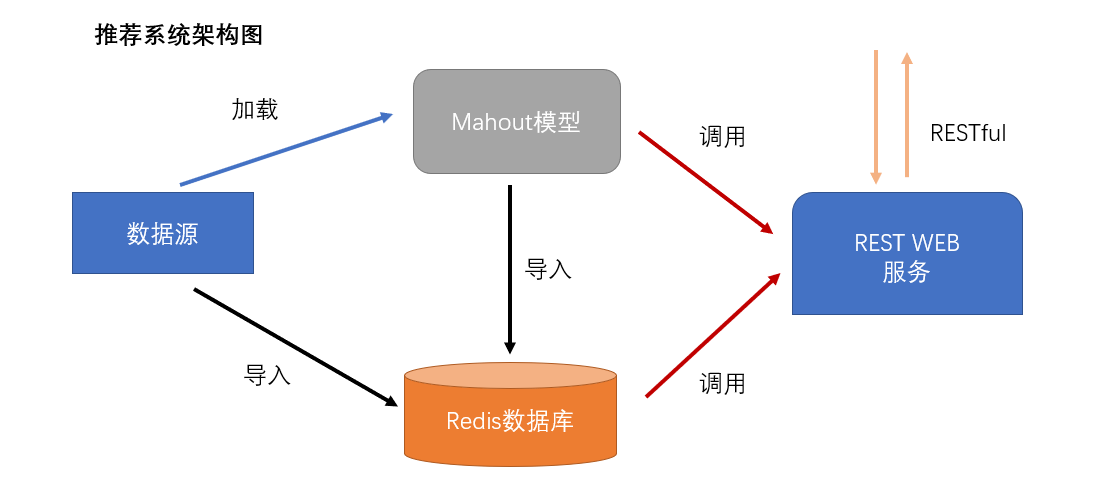 推荐系统架构图
加载
Mahout模型
调用
RESTful
数据源
REST WEB
服务
导入
导入
调用
Redis数据库